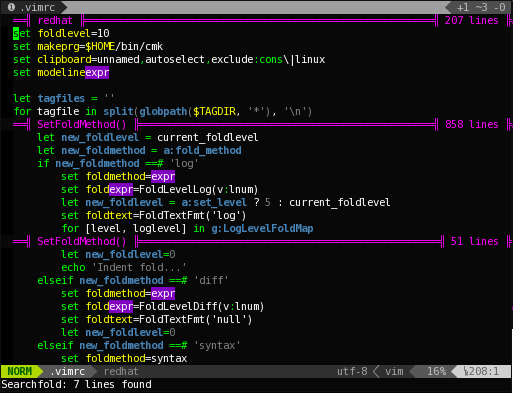 ❶ .vimrc +1 ~3 -0
══╣ redhat ╠══ 207 lines ═╠
set foldlevel=10
set makeprg=$HOME/bin/cmk
set clipboard=unnamed,autoselect,exclude:cons\|linux
set modelineexpr
let tagfiles = ''
for tagfile in split(globpath($TAGDIR, '*'), '\n')
══╣ SetFoldMethod() ╠══ 858 lines ═╠
let new_foldlevel = current_foldlevel
let new_foldmethod = a:fold_method
if new_foldmethod ==# 'log'
set foldmethod=expr
set foldexpr=FoldLevelLog(v:lnum)
let new_foldlevel = a:set_level ? 5 : current_foldlevel
set foldtext=FoldTextFmt('log')
for [level, loglevel] in g:LogLevelFoldMap
══╣ SetFoldMethod() ╠══ 51 lines ═╠
let new_foldlevel=0
echo 'Indent fold...'
elseif new_foldmethod ==# 'diff'
set foldmethod=expr
set foldexpr=FoldLevelDiff(v:lnum)
set foldtext=FoldTextFmt('null')
let new_foldlevel=0
elseif new_foldmethod ==# 'syntax'
set foldmethod=syntax
NORM .vimrc redhat utf-8 vim 16% 208:1
Searchfold: 7 lines found